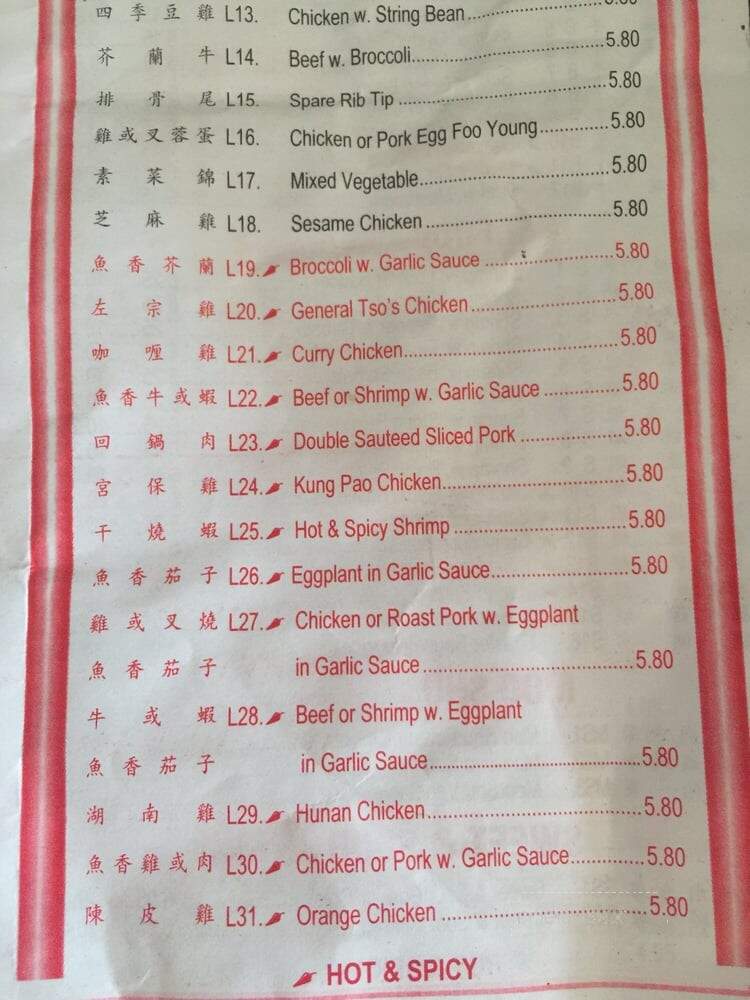 四季豆雞 L13. Chicken w. String Bean
芥蘭牛 L14. Beef w. Broccoli 5.80
排骨尾 L15. Spare Rib Tip 5.80
雞或叉蓉蛋 L16. Chicken or Pork Egg Foo Young 5.80
素菜錦 L17. Mixed Vegetable 5.80
芝麻雞 L18. Sesame Chicken 5.80
魚香芥蘭 L19. Broccoli w. Garlic Sauce 5.80
左宗雞 L20. General Tso's Chicken 5.80
咖喱雞 L21. Curry Chicken 5.80
魚香牛或蝦 L22. Beef or Shrimp w. Garlic Sauce 5.80
回鍋肉 L23. Double Sauteed Sliced Pork 5.80
宮保雞 L24. Kung Pao Chicken 5.80
干燒蝦 L25. Hot & Spicy Shrimp 5.80
魚香茄子 L26. Eggplant in Garlic Sauce 5.80
雞或叉燒 L27. Chicken or Roast Pork w. Eggplant
魚香茄子 in Garlic Sauce 5.80
牛或蝦 L28. Beef or Shrimp w. Eggplant
魚香茄子 in Garlic Sauce 5.80
湖南雞 L29. Hunan Chicken 5.80
魚香雞或肉 L30. Chicken or Pork w. Garlic Sauce 5.80
陳皮雞 L31. Orange Chicken 5.80
HOT & SPICY